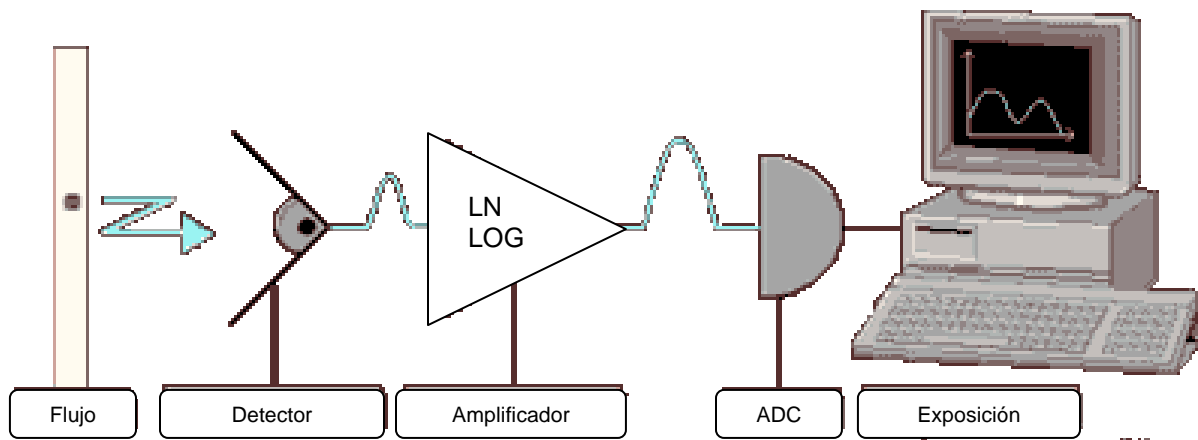 LN
LOG
Flujo
Detector
Amplificador
ADC
Exposición